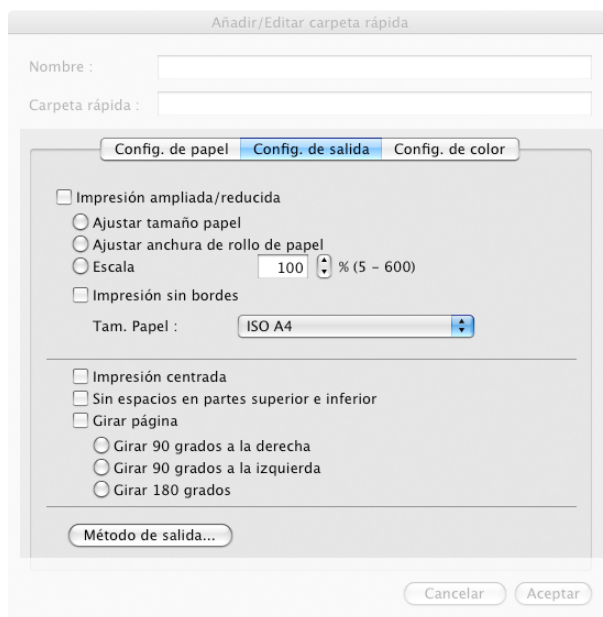 Añadir/Editar carpeta rápida
Nombre :
Carpeta rápida :
Config. de papel Config. de salida Config. de color
Impresión ampliada/reducida
Ajustar tamaño papel
Ajustar anchura de rollo de papel
Escala 100 % (5 - 600)
Impresión sin bordes
Tam. Papel : ISO A4
Impresión centrada
Sin espacios en partes superior e inferior
Girar página
Girar 90 grados a la derecha
Girar 90 grados a la izquierda
Girar 180 grados
Método de salida...
Cancelar Aceptar